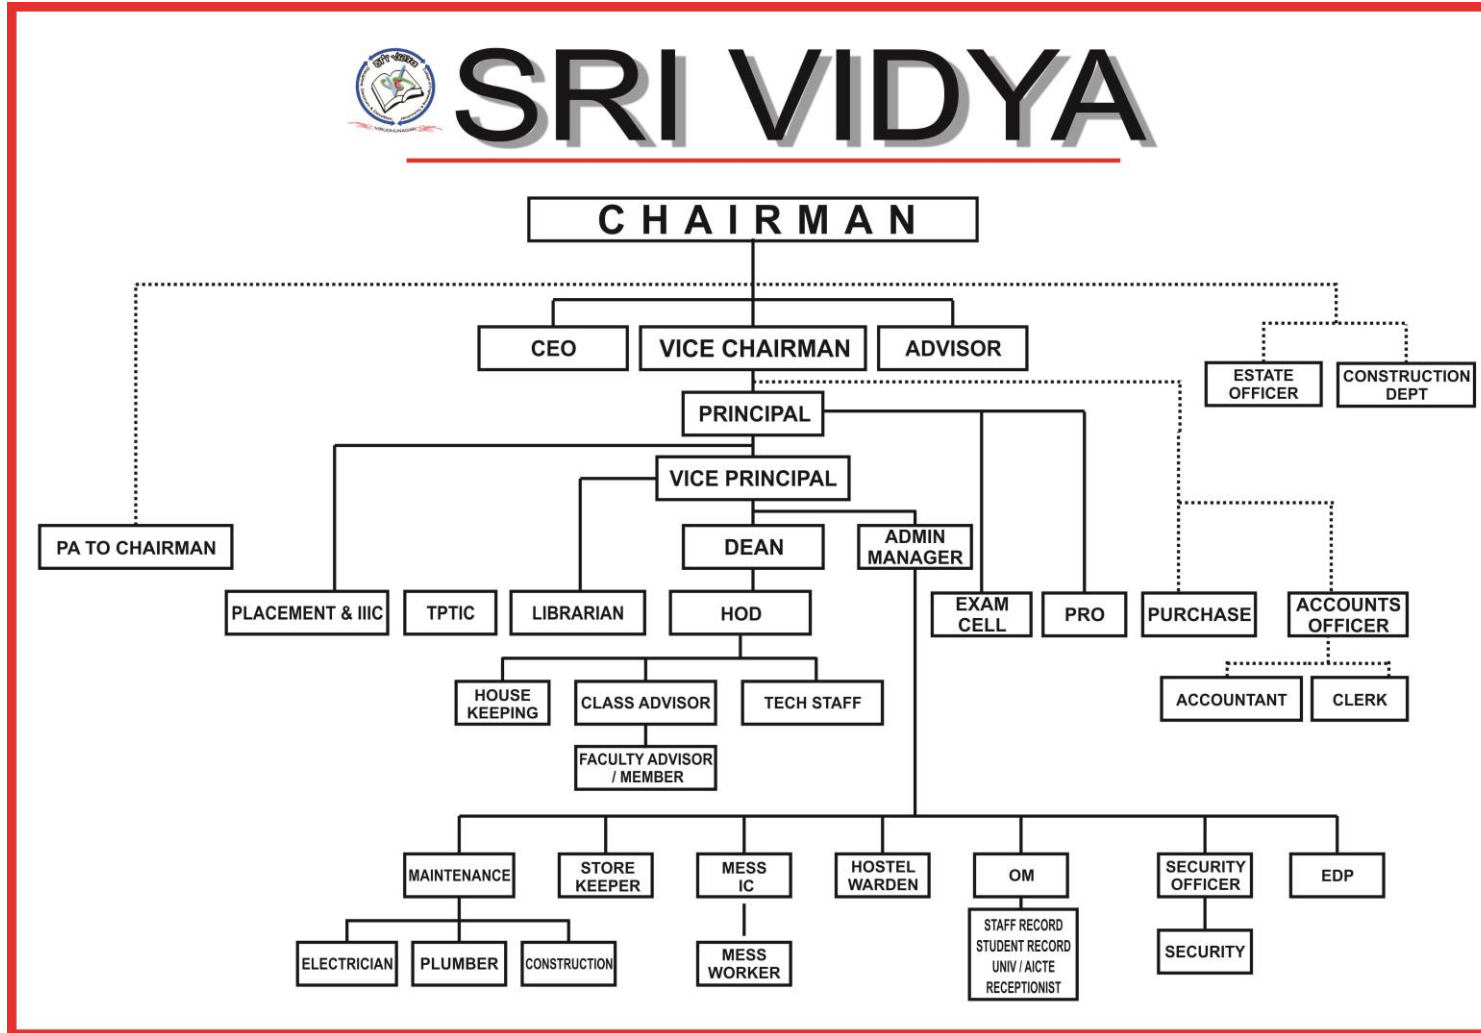 Sri Vidya
VIRUDHUNAGAR
SRI VIDYA
CHAIRMAN
CEO
VICE CHAIRMAN
ADVISOR
ESTATE
OFFICER
CONSTRUCTION
DEPT
PRINCIPAL
VICE PRINCIPAL
PA TO CHAIRMAN
DEAN
ADMIN
MANAGER
PLACEMENT & IIIC
TPTIC
LIBRARIAN
HOD
EXAM
CELL
PRO
PURCHASE
ACCOUNTS
OFFICER
HOUSE
KEEPING
CLASS ADVISOR
TECH STAFF
ACCOUNTANT
CLERK
FACULTY ADVISOR
/ MEMBER
MAINTENANCE
STORE
KEEPER
MESS
IC
HOSTEL
WARDEN
OM
SECURITY
OFFICER
EDP
ELECTRICIAN
PLUMBER
CONSTRUCTION
MESS
WORKER
STAFF RECORD
STUDENT RECORD
UNIV / AICTE
RECEPTIONIST
SECURITY